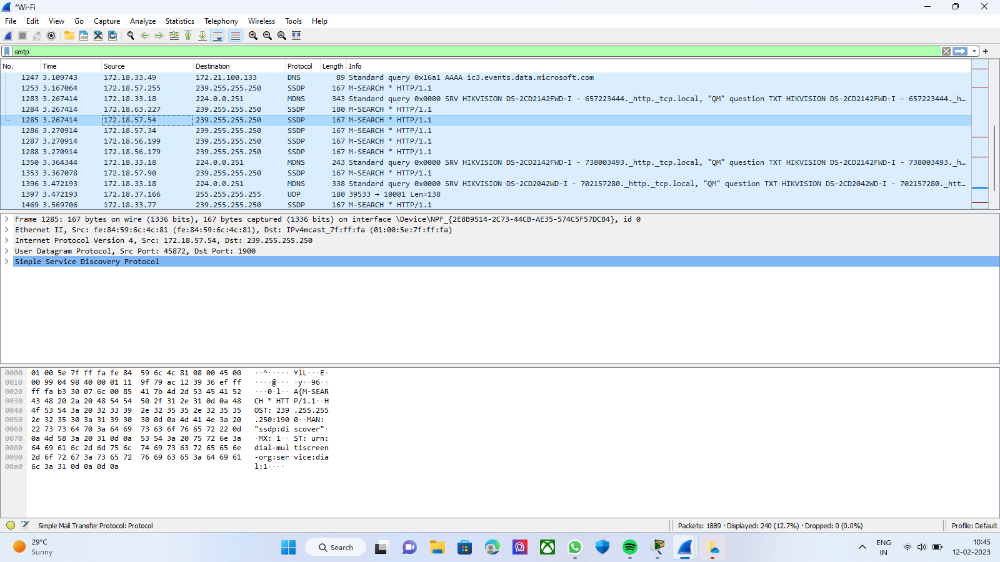 *Wi-Fi
File Edit View Go Capture Analyze Statistics Telephony Wireless Tools Help
smtp
No. Time Source Destination Protocol Length Info
1247 3.109743 172.18.33.49 172.21.100.133 DNS 89 Standard query 0x16a1 AAAA ic3.events.data.microsoft.com
1253 3.167064 172.18.57.255 239.255.255.250 SSDP 167 M-SEARCH * HTTP/1.1
1283 3.267414 172.18.33.18 224.0.0.251 MDNS 343 Standard query 0x0000 SRV HIKVISION DS-2CD2142FWD-I - 657223444._http._tcp.local, "QM" question TXT HIKVISION DS-2CD2142FWD-I - 657223444._h…
1284 3.267414 172.18.63.227 239.255.255.250 SSDP 180 M-SEARCH * HTTP/1.1
1285 3.267414 172.18.57.54 239.255.255.250 SSDP 167 M-SEARCH * HTTP/1.1
1286 3.270914 172.18.57.34 239.255.255.250 SSDP 167 M-SEARCH * HTTP/1.1
1287 3.270914 172.18.56.199 239.255.255.250 SSDP 167 M-SEARCH * HTTP/1.1
1288 3.270914 172.18.56.179 239.255.255.250 SSDP 167 M-SEARCH * HTTP/1.1
1350 3.364344 172.18.33.18 224.0.0.251 MDNS 243 Standard query 0x0000 SRV HIKVISION DS-2CD2142FWD-I - 738003493._http._tcp.local, "QM" question TXT HIKVISION DS-2CD2142FWD-I - 738003493._h…
1353 3.367078 172.18.57.90 239.255.255.250 SSDP 167 M-SEARCH * HTTP/1.1
1396 3.472193 172.18.33.18 224.0.0.251 MDNS 338 Standard query 0x0000 SRV HIKVISION DS-2CD2042WD-I - 702157280._http._tcp.local, "QM" question TXT HIKVISION DS-2CD2042WD-I - 702157280._htt…
1397 3.472193 172.18.37.166 255.255.255.255 UDP 180 39533 → 10001 Len=138
1469 3.569706 172.18.33.77 239.255.255.250 SSDP 167 M-SEARCH * HTTP/1.1
Frame 1285: 167 bytes on wire (1336 bits), 167 bytes captured (1336 bits) on interface \Device\NPF_{2E8B9514-2C73-44CB-AE35-574C5F57DCB4}, id 0
Ethernet II, Src: fe:84:59:6c:4c:81 (fe:84:59:6c:4c:81), Dst: IPv4mcast_7f:ff:fa (01:00:5e:7f:ff:fa)
Internet Protocol Version 4, Src: 172.18.57.54, Dst: 239.255.255.250
User Datagram Protocol, Src Port: 45872, Dst Port: 1900
Simple Service Discovery Protocol
0000 01 00 5e 7f ff fa fe 84 59 6c 4c 81 08 00 45 00 ··^····· YlL···E·
0010 00 99 04 98 40 00 01 11 9f 79 ac 12 39 36 ef ff ····@··· ·y··96··
0020 ff fa b3 30 07 6c 00 85 41 7b 4d 2d 53 45 41 52 ···0·l·· A{M-SEAR
0030 43 48 20 2a 20 48 54 54 50 2f 31 2e 31 0d 0a 48 CH * HTT P/1.1··H
0040 4f 53 54 3a 20 32 33 39 2e 32 35 35 2e 32 35 35 OST: 239 .255.255
0050 2e 32 35 30 3a 31 39 30 30 0d 0a 4d 41 4e 3a 20 .250:190 0··MAN:
0060 22 73 73 64 70 3a 64 69 73 63 6f 76 65 72 22 0d "ssdp:di scover"·
0070 0a 4d 58 3a 20 31 0d 0a 53 54 3a 20 75 72 6e 3a ·MX: 1·· ST: urn:
0080 64 69 61 6c 2d 6d 75 6c 74 69 73 63 72 65 65 6e dial-mul tiscreen
0090 2d 6f 72 67 3a 73 65 72 76 69 63 65 3a 64 69 61 -org:ser vice:dia
00a0 6c 3a 31 0d 0a 0d 0a l:1····
Simple Mail Transfer Protocol: Protocol Packets: 1889 · Displayed: 240 (12.7%) · Dropped: 0 (0.0%) Profile: Default
29°C
Sunny
Search
ENG
IN
10:45
12-02-2023